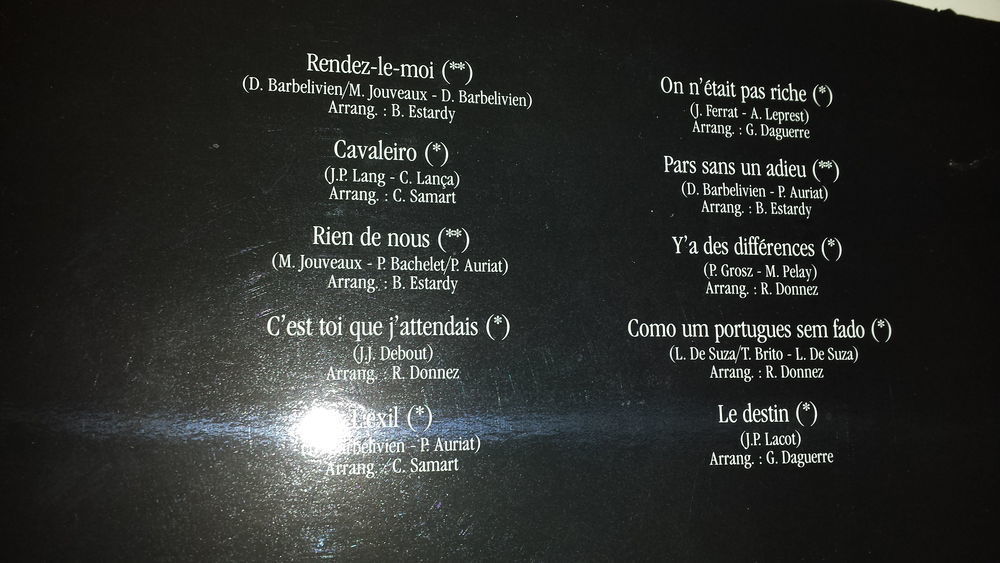 Rendez-le-moi (**)
(D. Barbelivien/M. Jouveaux - D. Barbelivien)
Arrang. : B. Estardy
Cavaleiro (*)
(J.P. Lang - C. Lança)
Arrang. : C. Samart
Rien de nous (**)
(M. Jouveaux - P. Bachelet/P. Auriat)
Arrang. : B. Estardy
C'est toi que j'attendais (*)
(J.J. Debout)
Arrang. : R. Donnez
L'exil (*)
Barbelivien - P. Auriat)
Arrang. : C. Samart
On n'était pas riche (*)
(J. Ferrat - A. Leprest)
Arrang. : G. Daguerre
Pars sans un adieu (**)
(D. Barbelivien - P. Auriat)
Arrang. : B. Estardy
Y'a des différences (*)
(P. Grosz - M. Pelay)
Arrang. : R. Donnez
Como um portugues sem fado (*)
(L. De Suza/T. Brito - L. De Suza)
Arrang. : R. Donnez
Le destin (*)
(J.P. Lacot)
Arrang. : G. Daguerre